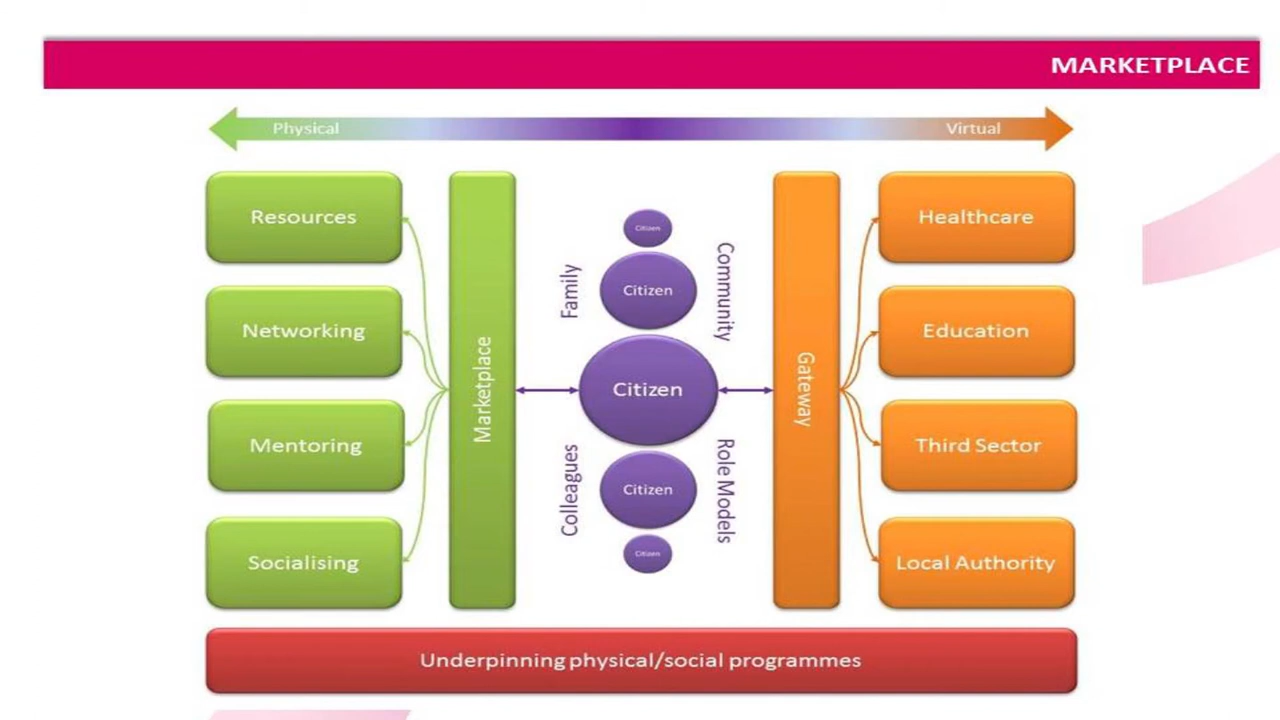 MARKETPLACE
Physical
Virtual
Resources
Networking
Mentoring
Socialising
Marketplace
Family
Colleagues
Citizen
Citizen
Citizen
Citizen
Citizen
Community
Role Models
Gateway
Healthcare
Education
Third Sector
Local Authority
Underpinning physical/social programmes